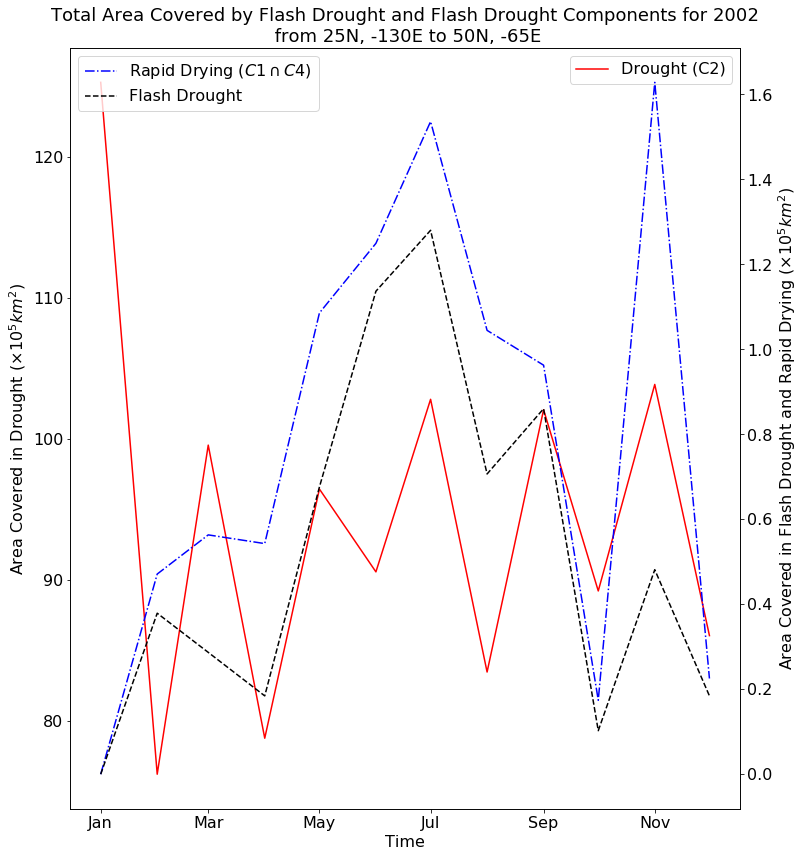 Total Area Covered by Flash Drought and Flash Drought Components for 2002
from 25N, -130E to 50N, -65E
Rapid Drying (C1 ∩ C4)
Flash Drought
Drought (C2)
Area Covered in Drought (×10⁵km²)
120
110
100
90
80
Area Covered in Flash Drought and Rapid Drying (×10⁵km²)
1.6
1.4
1.2
1.0
0.8
0.6
0.4
0.2
0.0
Jan Mar May Jul Sep Nov
Time